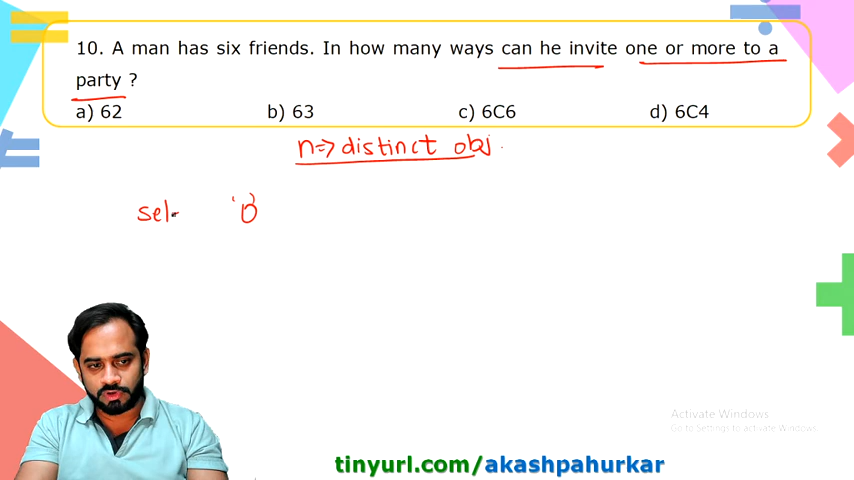 10. A man has six friends. In how many ways can he invite one or more to a
party ?
a) 62 b) 63 c) 6C6 d) 6C4
n=> distinct obj.
sel '0'
Activate Windows
Go to Settings to activate Windows.
tinyurl.com/akashpahurkar